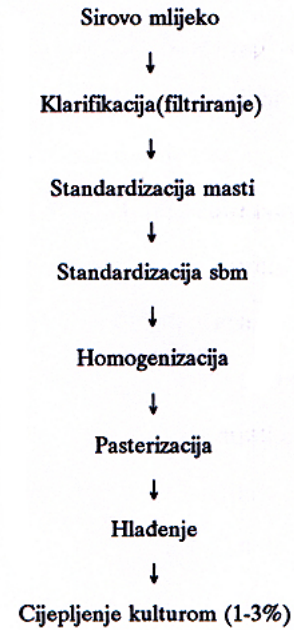 Sirovo mlijeko
↓
Klarifikacija(filtriranje)
↓
Standardizacija masti
↓
Standardizacija sbm
↓
Homogenizacija
↓
Pasterizacija
↓
Hlađenje
↓
Cijepljenje kulturom (1-3%)